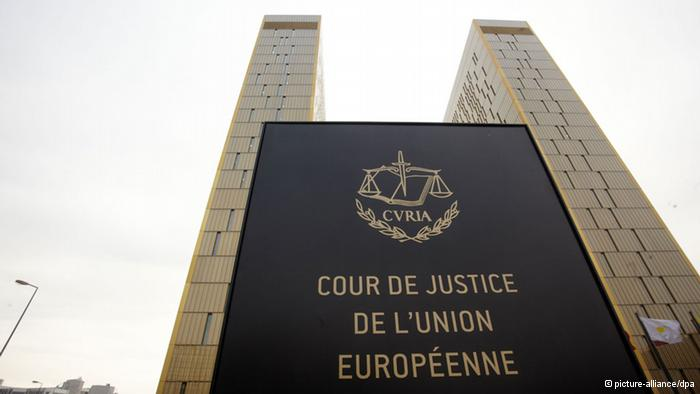 CVRIA
COUR DE JUSTICE
DE L'UNION
EUROPÉENNE
© picture-alliance/dpa